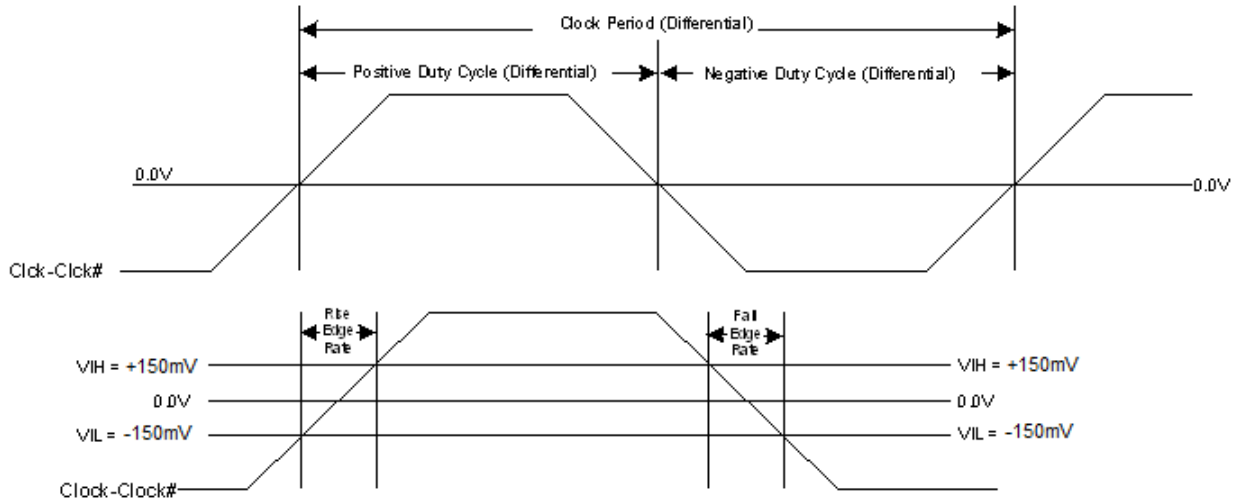 Clock Period (Differential)
Positive Duty Cycle (Differential)
Negative Duty Cycle (Differential)
0.0V
0.0V
Clck-Clck#
Rise
Edge
Rate
Fall
Edge
Rate
VIH = +150mV
VIH = +150mV
0.0V
0.0V
VIL = -150mV
VIL = -150mV
Clock-Clock#